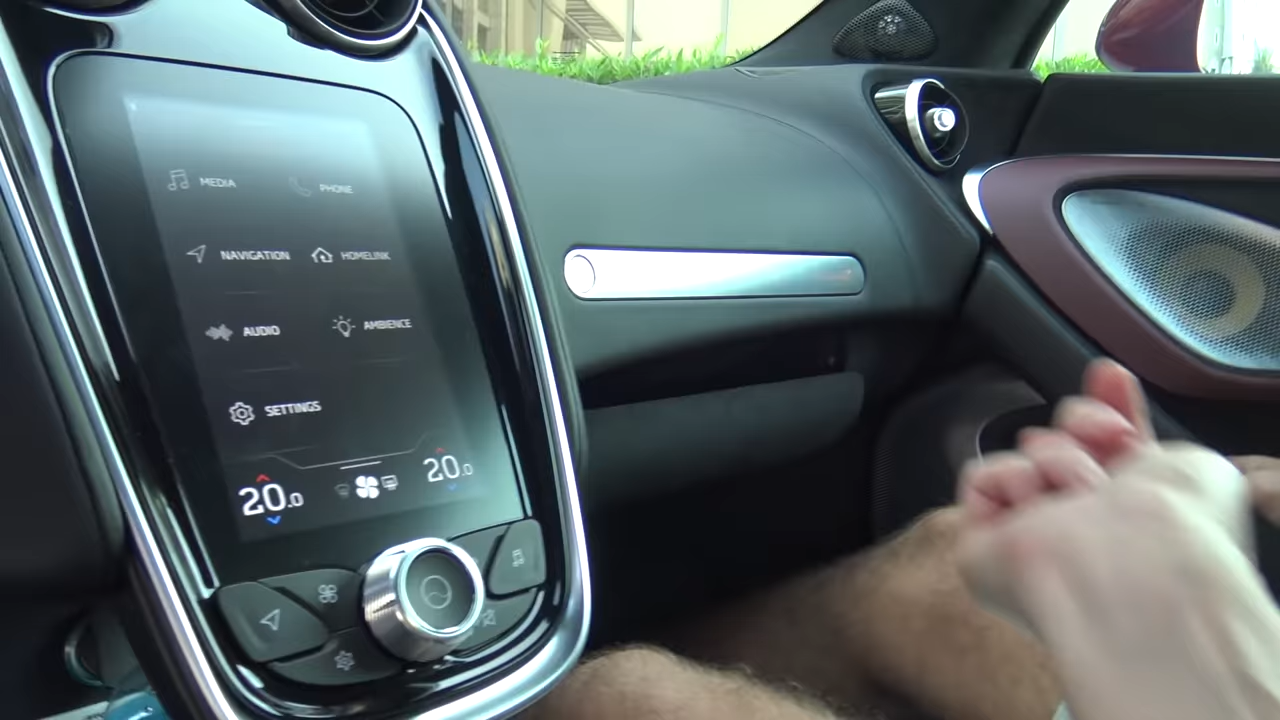 MEDIA PHONE
NAVIGATION HOMELINK
AUDIO AMBIENCE
SETTINGS
20.0 20.0